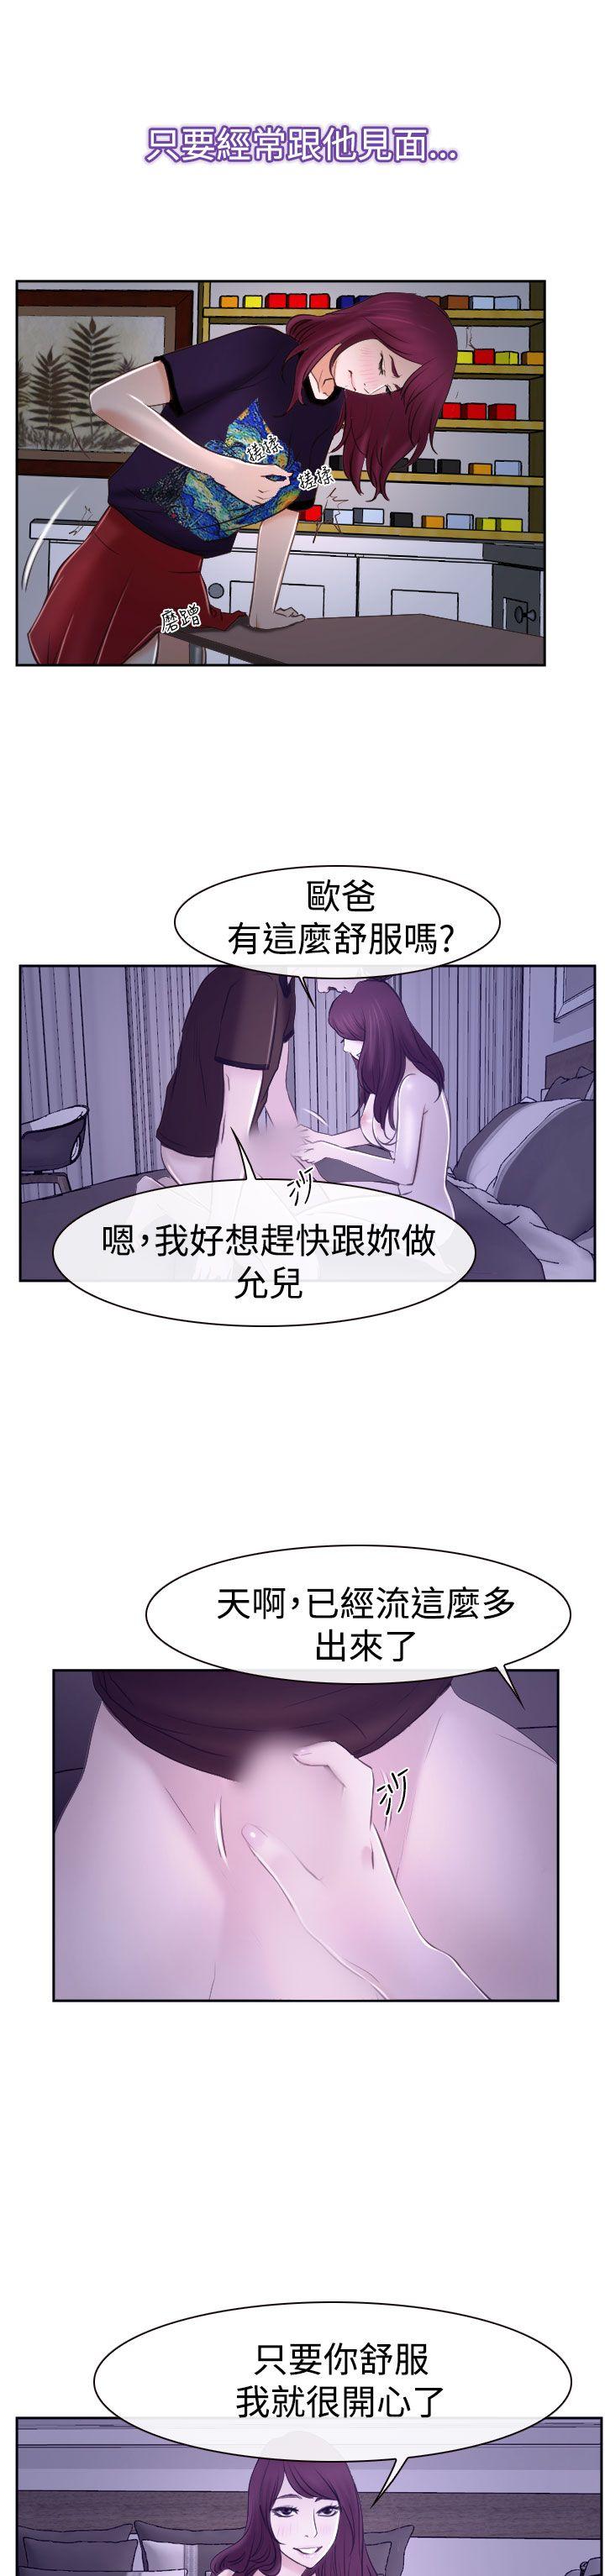 只要經常跟他見面...
搓揉
搓揉
磨蹭
歐爸
有這麼舒服嗎?
沙
嗯,我好想趕快跟妳做
允兒
天啊,已經流這麼多
出來了
沙
只要你舒服
我就很開心了